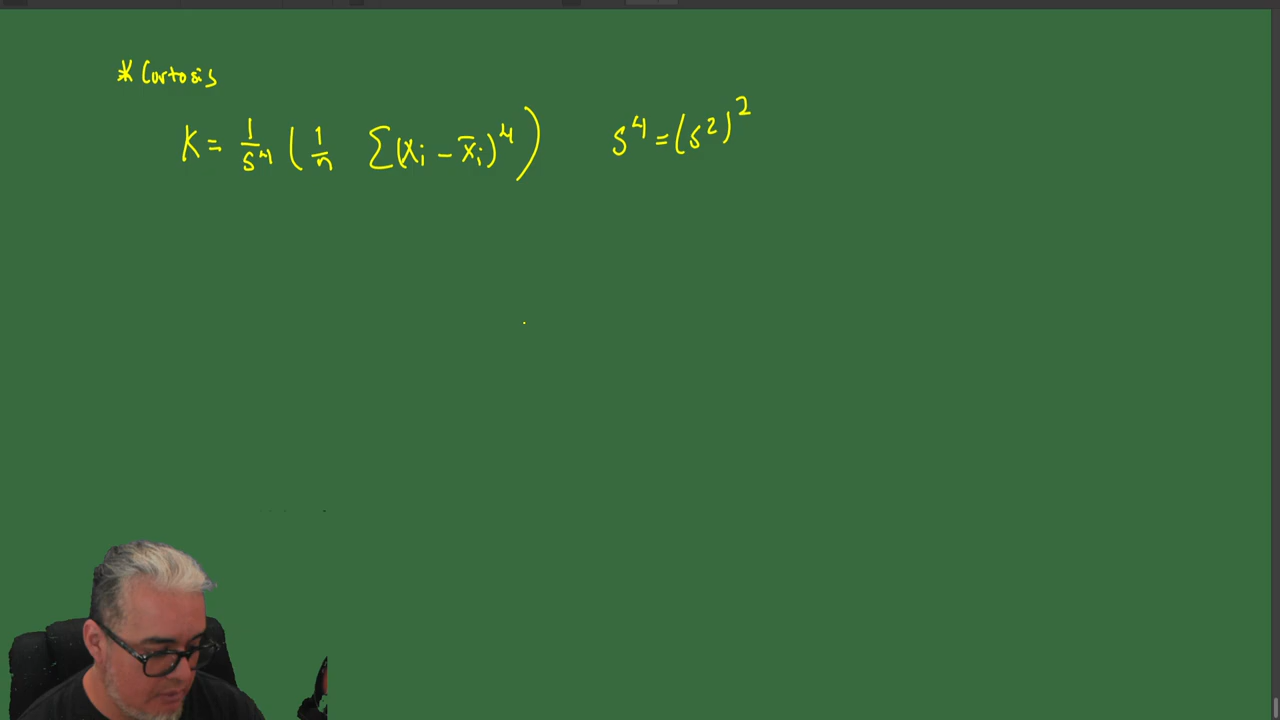 * Curtosis
K = 1/s⁴ ( 1/n Σ(xᵢ - x̄ᵢ)⁴ ) s⁴ = (s²)²